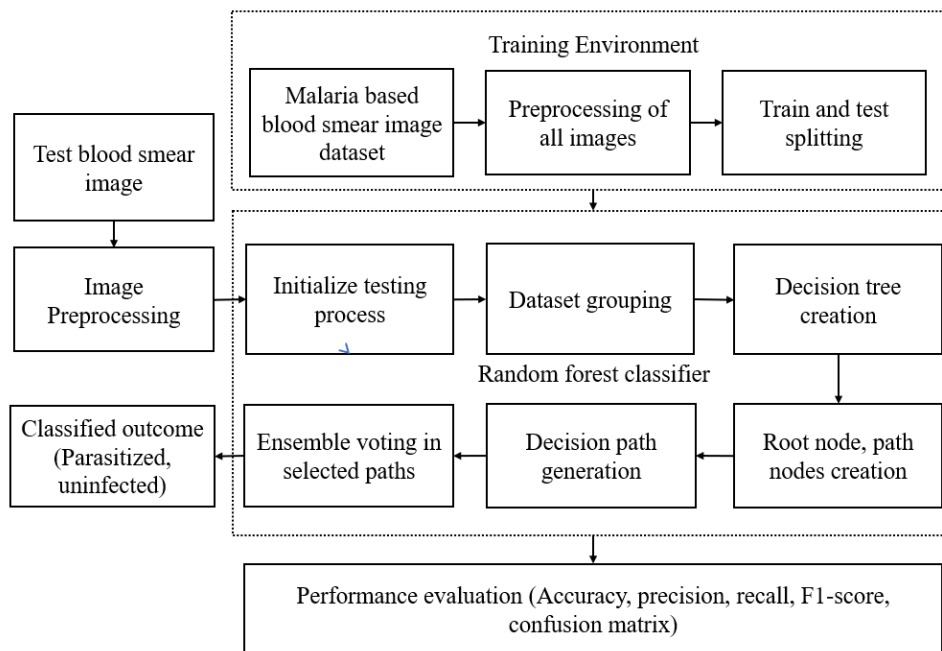 Training Environment
Malaria based
blood smear image
dataset
Preprocessing of
all images
Train and test
splitting
Test blood smear
image
Image
Preprocessing
Initialize testing
process
Dataset grouping
Decision tree
creation
Random forest classifier
Classified outcome
(Parasitized,
uninfected)
Ensemble voting in
selected paths
Decision path
generation
Root node, path
nodes creation
Performance evaluation (Accuracy, precision, recall, F1-score,
confusion matrix)